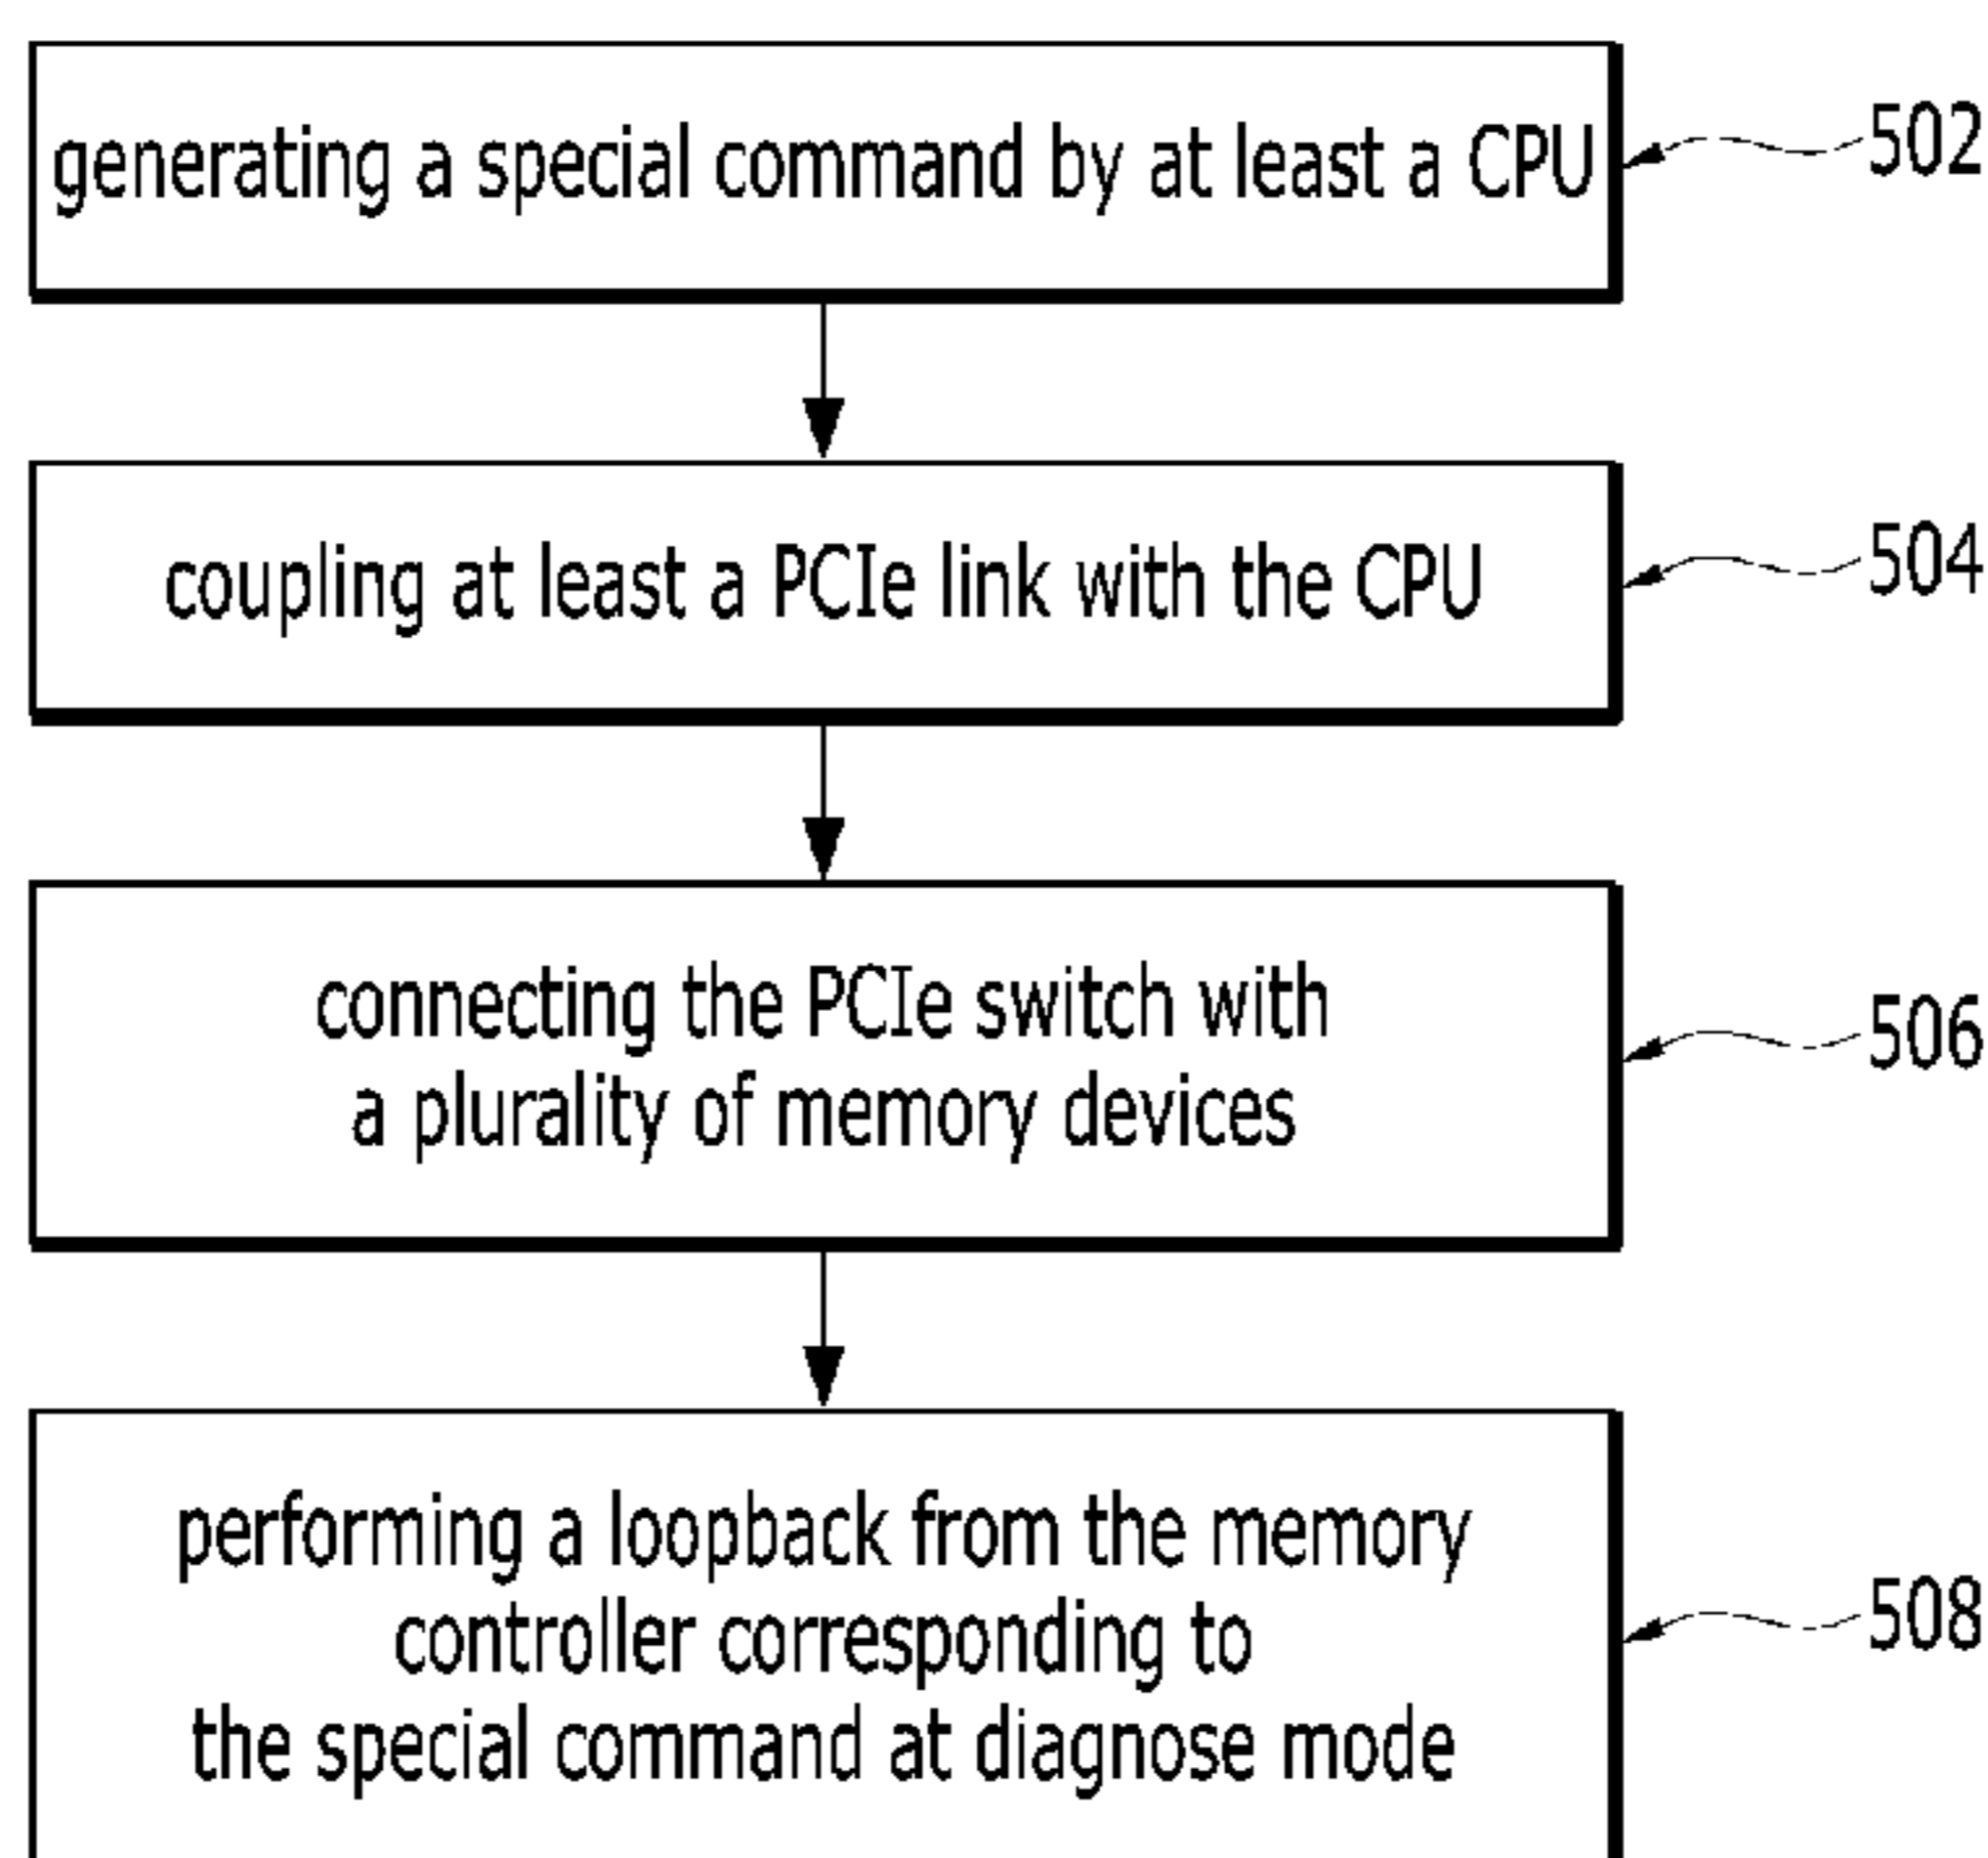 generating a special command by at least a CPU
502
coupling at least a PCIe link with the CPU
504
connecting the PCIe switch with
a plurality of memory devices
506
performing a loopback from the memory
controller corresponding to
the special command at diagnose mode
508